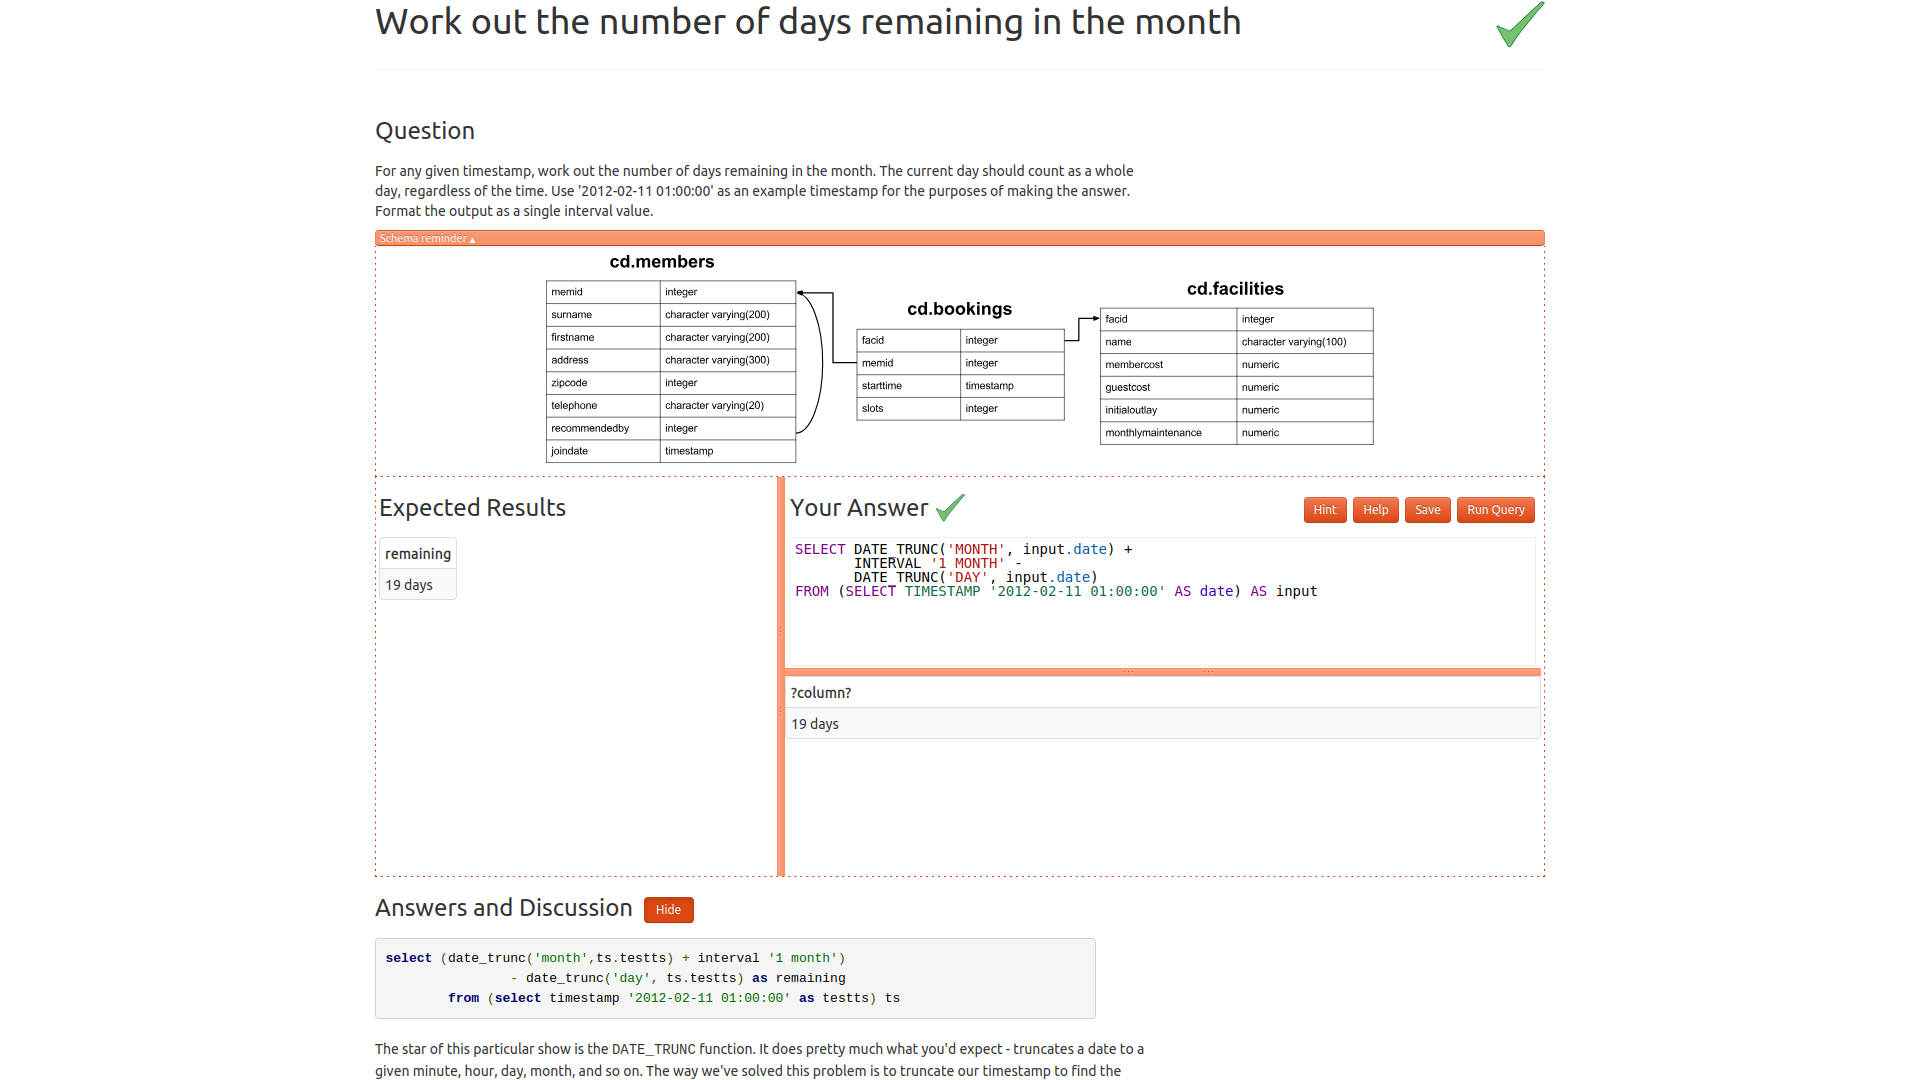 Work out the number of days remaining in the month
Question
For any given timestamp, work out the number of days remaining in the month. The current day should count as a whole
day, regardless of the time. Use '2012-02-11 01:00:00' as an example timestamp for the purposes of making the answer.
Format the output as a single interval value.
Schema reminder ▴
cd.members
memid integer
surname character varying(200)
firstname character varying(200)
address character varying(300)
zipcode integer
telephone character varying(20)
recommendedby integer
joindate timestamp
cd.bookings
facid integer
memid integer
starttime timestamp
slots integer
cd.facilities
facid integer
name character varying(100)
membercost numeric
guestcost numeric
initialoutlay numeric
monthlymaintenance numeric
Expected Results
remaining
19 days
Your Answer
Hint Help Save Run Query
SELECT DATE_TRUNC('MONTH', input.date) +
       INTERVAL '1 MONTH' -
       DATE_TRUNC('DAY', input.date)
FROM (SELECT TIMESTAMP '2012-02-11 01:00:00' AS date) AS input
?column?
19 days
Answers and Discussion Hide
select (date_trunc('month',ts.testts) + interval '1 month')
                - date_trunc('day', ts.testts) as remaining
        from (select timestamp '2012-02-11 01:00:00' as testts) ts
The star of this particular show is the DATE_TRUNC function. It does pretty much what you'd expect - truncates a date to a
given minute, hour, day, month, and so on. The way we've solved this problem is to truncate our timestamp to find the